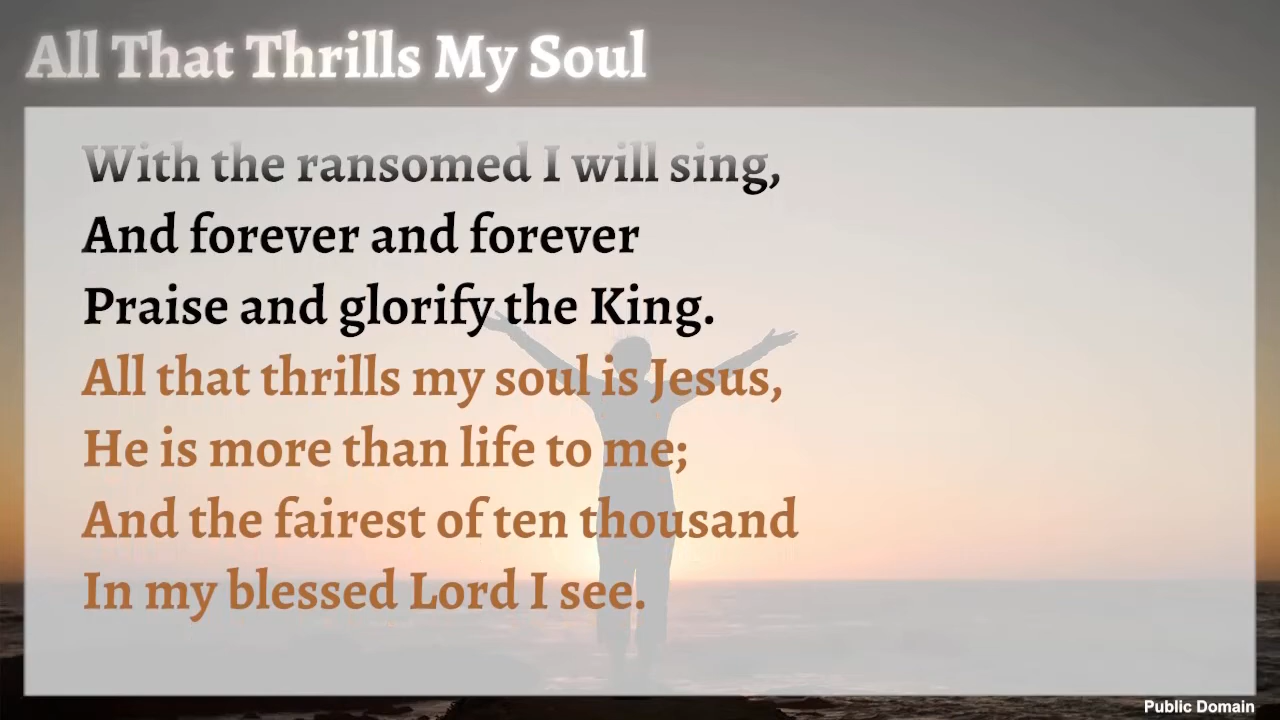 All That Thrills My Soul
With the ransomed I will sing,
And forever and forever
Praise and glorify the King.
All that thrills my soul is Jesus,
He is more than life to me;
And the fairest of ten thousand
In my blessed Lord I see.
Public Domain